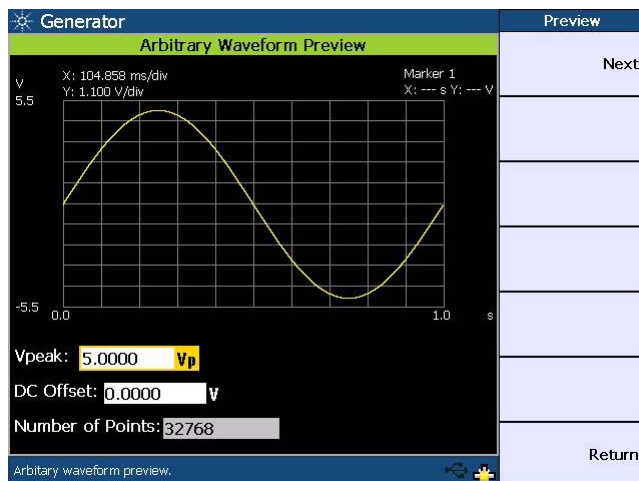 Generator
Preview
Arbitrary Waveform Preview
Next
X: 104.858 ms/div
Y: 1.100 V/div
Marker 1
X: --- s Y: --- V
V
5.5
-5.5
0.0
1.0
s
Vpeak: 5.0000 Vp
DC Offset: 0.0000 V
Number of Points: 32768
Return
Arbitary waveform preview.